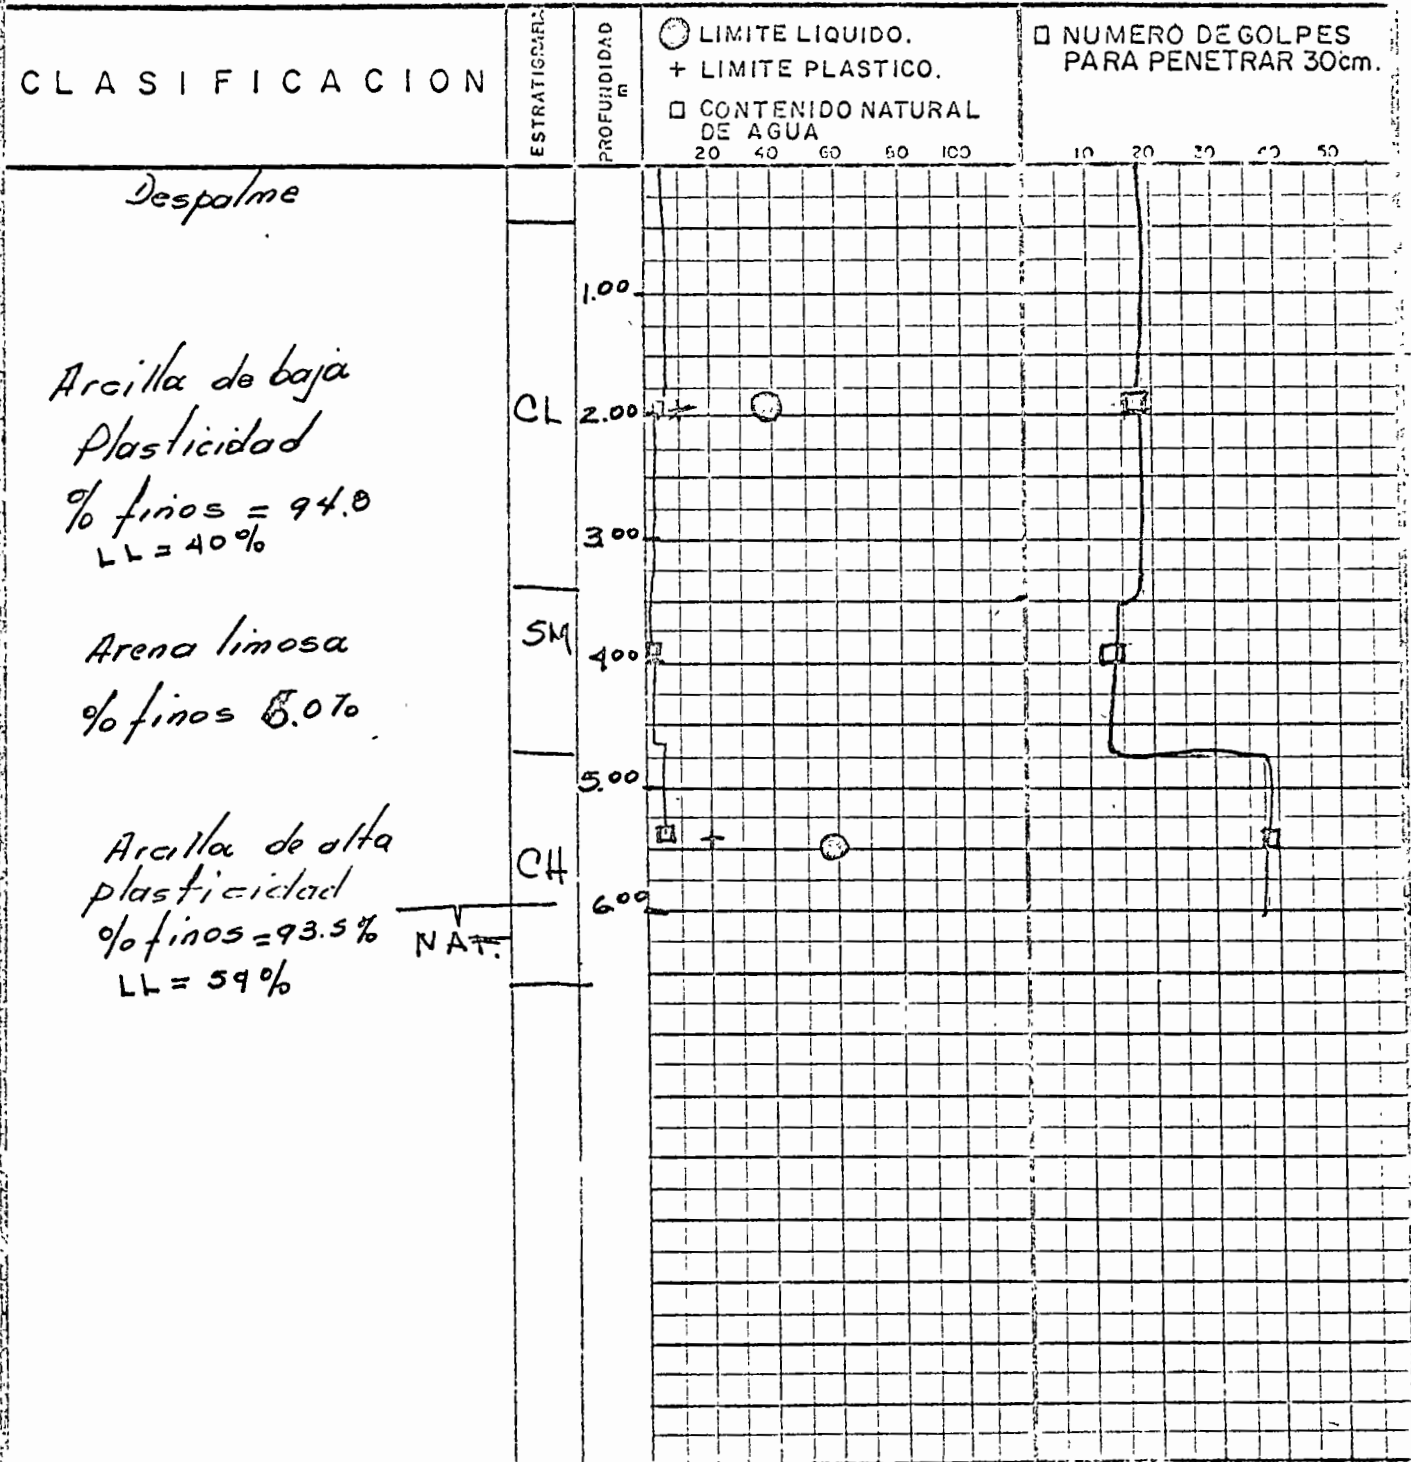 CLASIFICACION
ESTRATIGRAFIA
PROFUNDIDAD
m
LIMITE LIQUIDO.
+ LIMITE PLASTICO.
CONTENIDO NATURAL
DE AGUA
20 40 60 80 100
NUMERO DE GOLPES
PARA PENETRAR 30cm.
10 20 30 40 50
Despalme
1.00
Arcilla de baja
Plasticidad
% finos = 94.8
LL = 40%
CL
2.00
3.00
Arena limosa
% finos
SM
4.00
5.00
Arcilla de alta
plasticidad
% finos = 93.5%
LL = 59%
CH
6.00
NAF.